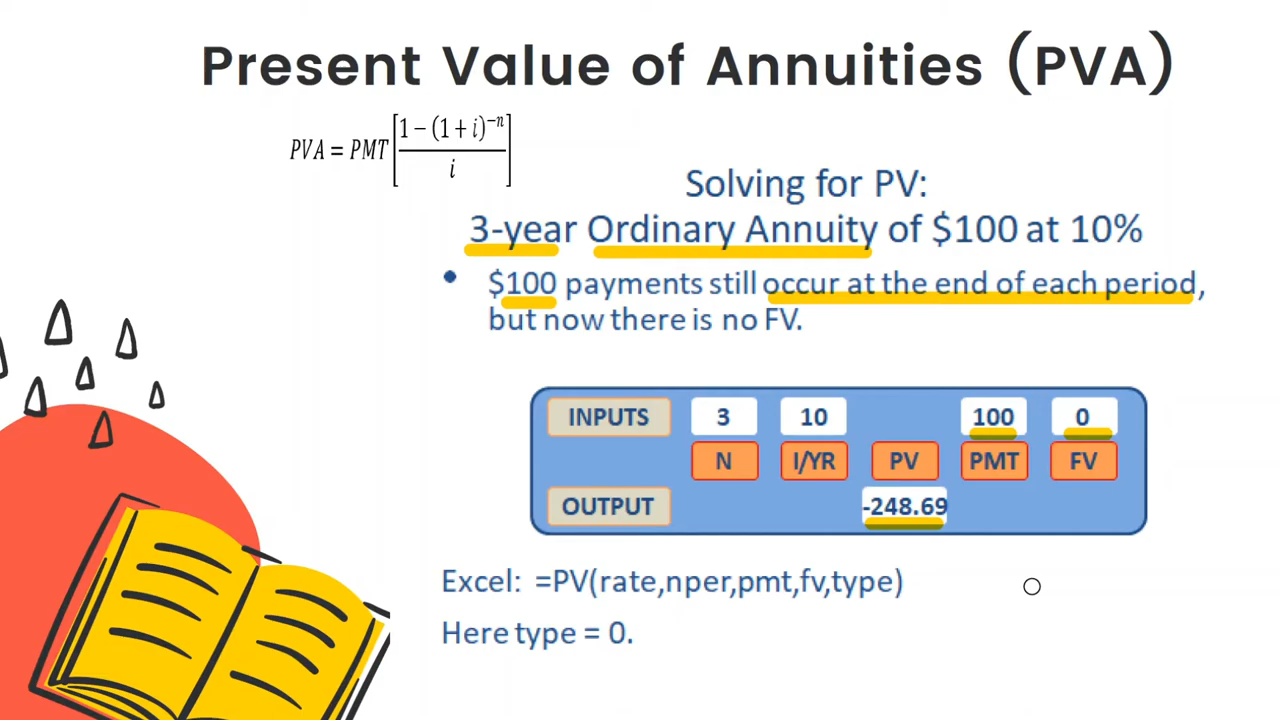 Present Value of Annuities (PVA)
PVA = PMT [ 1 − (1 + i)^−n / i ]
Solving for PV:
3-year Ordinary Annuity of $100 at 10%
• $100 payments still occur at the end of each period,
but now there is no FV.
INPUTS 3 10 100 0
N I/YR PV PMT FV
OUTPUT -248.69
Excel: =PV(rate,nper,pmt,fv,type)
Here type = 0.